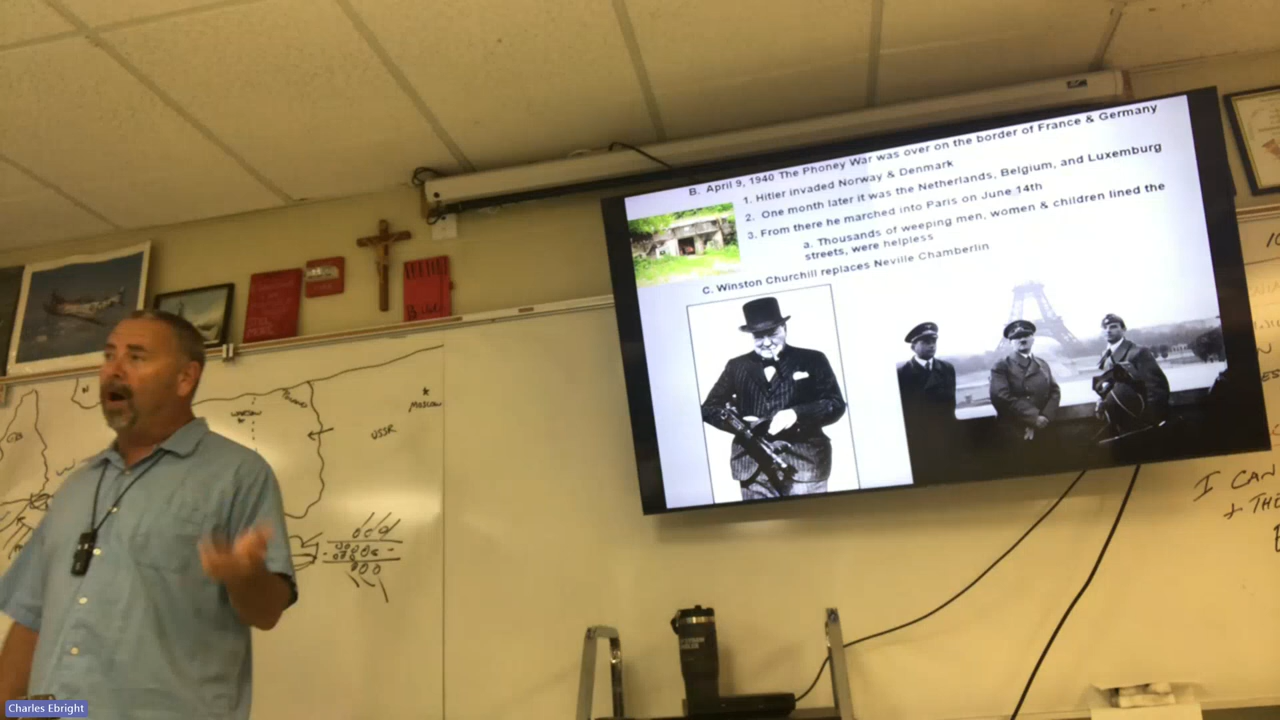 B. April 9, 1940 The Phoney War was over on the border of France & Germany
1. Hitler invaded Norway & Denmark
2. One month later it was the Netherlands, Belgium, and Luxemburg
3. From there he marched into Paris on June 14th
a. Thousands of weeping men, women & children lined the
streets, were helpless
C. Winston Churchill replaces Neville Chamberlin
WARSAW
POLAND
MOSCOW
USSR
I CAN
+ THE
Charles Ebright